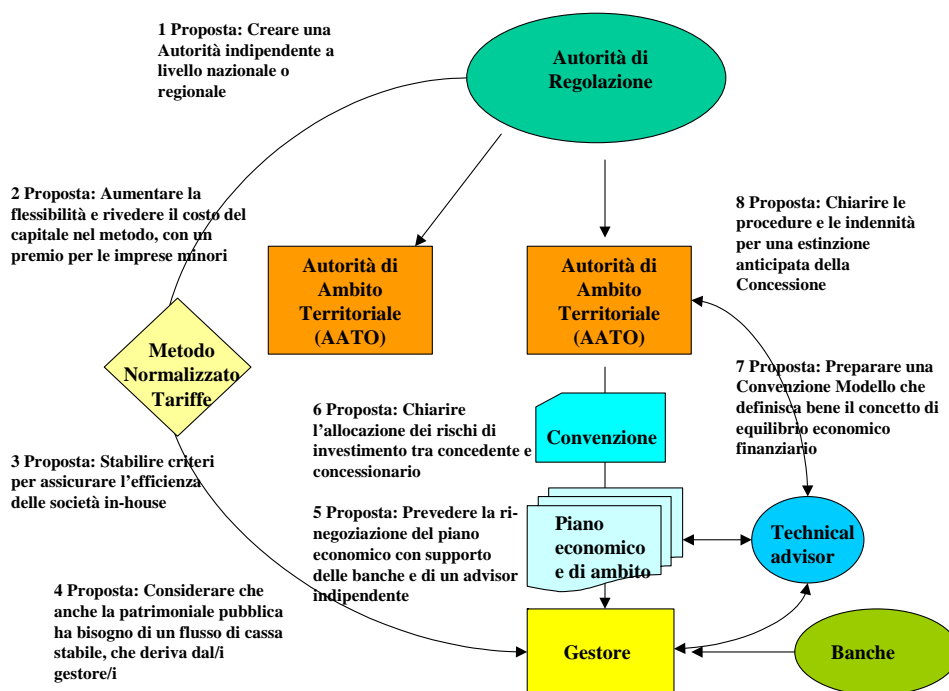 1 Proposta: Creare una
Autorità indipendente a
livello nazionale o
regionale
Autorità di
Regolazione
2 Proposta: Aumentare la
flessibilità e rivedere il costo del
capitale nel metodo, con un
premio per le imprese minori
8 Proposta: Chiarire le
procedure e le indennità
per una estinzione
anticipata della
Concessione
Autorità di
Ambito
Territoriale
(AATO)
Autorità di
Ambito
Territoriale
(AATO)
Metodo
Normalizzato
Tariffe
7 Proposta: Preparare una
Convenzione Modello che
definisca bene il concetto di
equilibrio economico
finanziario
6 Proposta: Chiarire
l’allocazione dei rischi di
investimento tra concedente e
concessionario
Convenzione
3 Proposta: Stabilire criteri
per assicurare l’efficienza
delle società in-house
5 Proposta: Prevedere la ri-
negoziazione del piano
economico con supporto
delle banche e di un advisor
indipendente
Piano
economico
e di ambito
Technical
advisor
4 Proposta: Considerare che
anche la patrimoniale pubblica
ha bisogno di un flusso di cassa
stabile, che deriva dal/i
gestore/i
Gestore
Banche